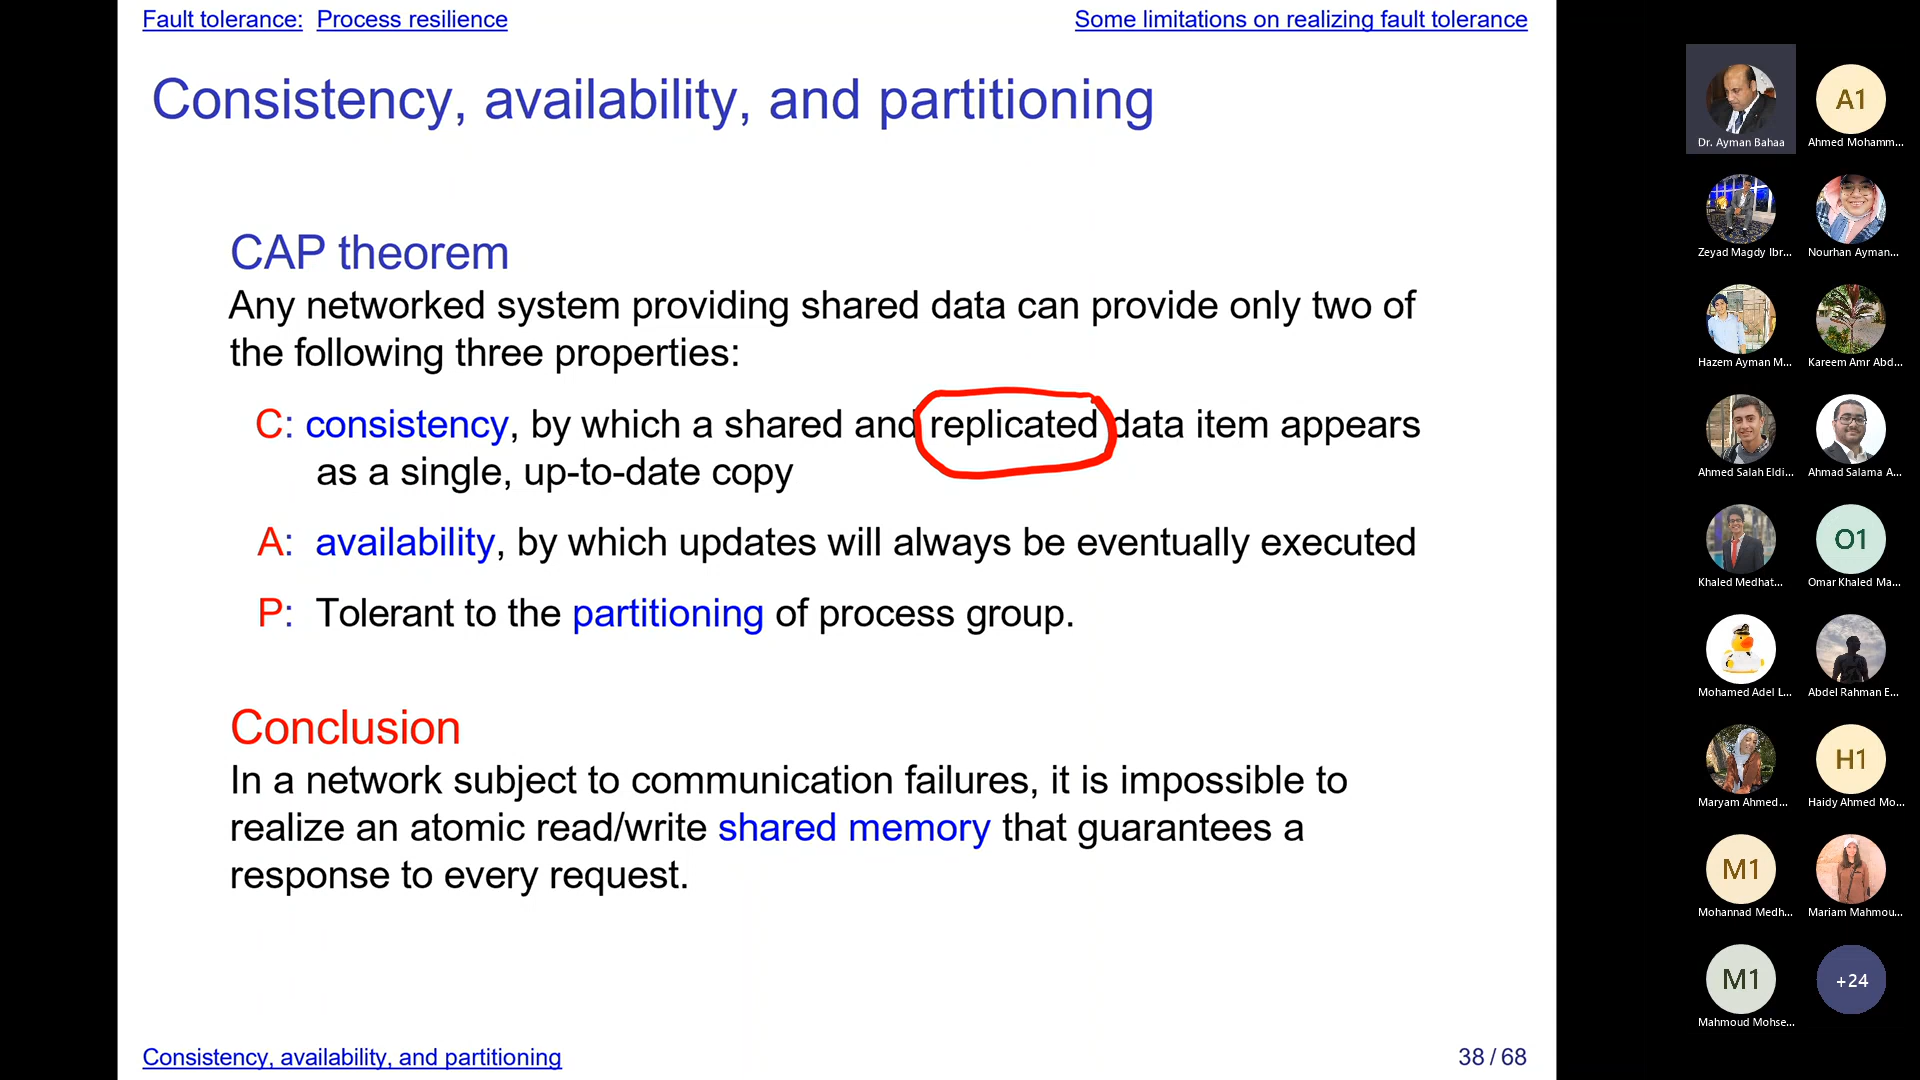 Fault tolerance: Process resilience Some limitations on realizing fault tolerance
Consistency, availability, and partitioning
CAP theorem
Any networked system providing shared data can provide only two of
the following three properties:
C: consistency, by which a shared and replicated data item appears
as a single, up-to-date copy
A: availability, by which updates will always be eventually executed
P: Tolerant to the partitioning of process group.
Conclusion
In a network subject to communication failures, it is impossible to
realize an atomic read/write shared memory that guarantees a
response to every request.
Consistency, availability, and partitioning 38 / 68
A1
Dr. Ayman Bahaa Ahmed Mohamm...
Zeyad Magdy Ibr... Nourhan Ayman...
Hazem Ayman M... Kareem Amr Abd...
Ahmed Salah Eldi... Ahmad Salama A...
O1
Khaled Medhat... Omar Khaled Ma...
Mohamed Adel L... Abdel Rahman E...
H1
Maryam Ahmed... Haidy Ahmed Mo...
M1
Mohannad Medh... Mariam Mahmou...
M1 +24
Mahmoud Mohse...